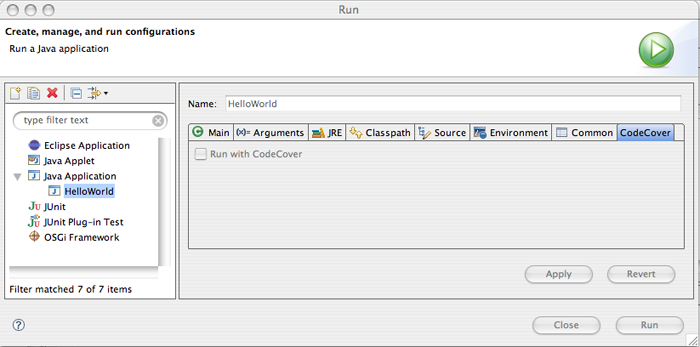 Run
Create, manage, and run configurations
Run a Java application
type filter text
Eclipse Application
Java Applet
Java Application
HelloWorld
JUnit
JUnit Plug-in Test
OSGi Framework
Filter matched 7 of 7 items
Name: HelloWorld
Main (x)= Arguments JRE Classpath Source Environment Common CodeCover
Run with CodeCover
Apply Revert
? Close Run